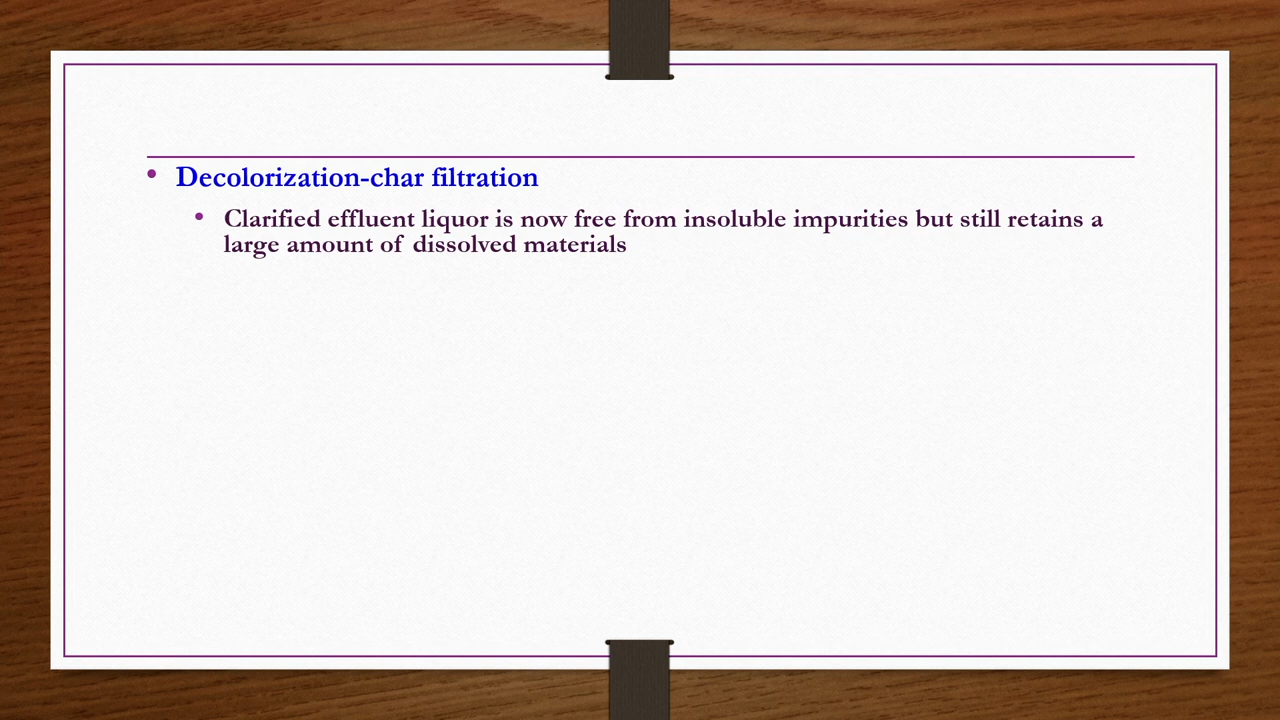 • Decolorization-char filtration
• Clarified effluent liquor is now free from insoluble impurities but still retains a
large amount of dissolved materials